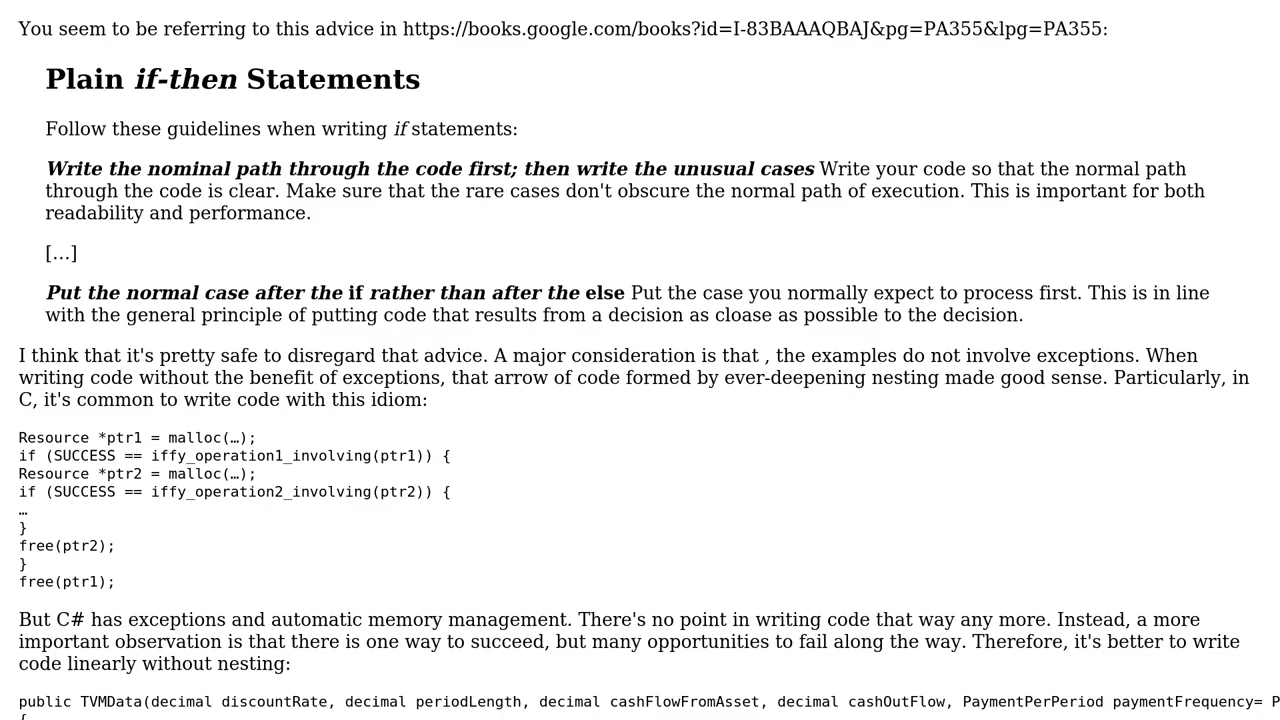 You seem to be referring to this advice in https://books.google.com/books?id=I-83BAAAQBAJ&pg=PA355&lpg=PA355:
Plain if-then Statements
Follow these guidelines when writing if statements:
Write the nominal path through the code first; then write the unusual cases Write your code so that the normal path
through the code is clear. Make sure that the rare cases don't obscure the normal path of execution. This is important for both
readability and performance.
[…]
Put the normal case after the if rather than after the else Put the case you normally expect to process first. This is in line
with the general principle of putting code that results from a decision as cloase as possible to the decision.
I think that it's pretty safe to disregard that advice. A major consideration is that , the examples do not involve exceptions. When
writing code without the benefit of exceptions, that arrow of code formed by ever-deepening nesting made good sense. Particularly, in
C, it's common to write code with this idiom:
Resource *ptr1 = malloc(…);
if (SUCCESS == iffy_operation1_involving(ptr1)) {
Resource *ptr2 = malloc(…);
if (SUCCESS == iffy_operation2_involving(ptr2)) {
…
}
free(ptr2);
}
free(ptr1);
But C# has exceptions and automatic memory management. There's no point in writing code that way any more. Instead, a more
important observation is that there is one way to succeed, but many opportunities to fail along the way. Therefore, it's better to write
code linearly without nesting:
public TVMData(decimal discountRate, decimal periodLength, decimal cashFlowFromAsset, decimal cashOutFlow, PaymentPerPeriod paymentFrequency= P
{